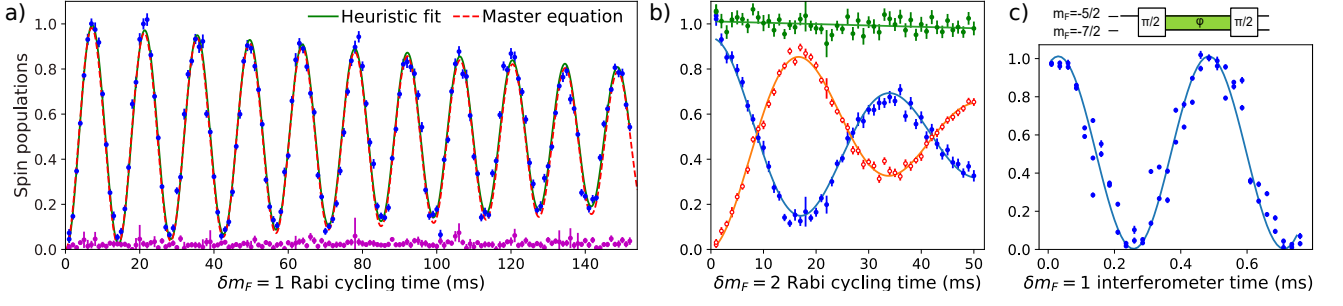 a)
Spin populations
1.0
0.8
0.6
0.4
0.2
0.0
Heuristic fit
Master equation
0 20 40 60 80 100 120 140
δm_F = 1 Rabi cycling time (ms)
b)
1.0
0.8
0.6
0.4
0.2
0.0
0 10 20 30 40 50
δm_F = 2 Rabi cycling time (ms)
c)
m_F=-5/2
m_F=-7/2
π/2 φ π/2
1.0
0.8
0.6
0.4
0.2
0.0
0.0 0.2 0.4 0.6
δm_F = 1 interferometer time (ms)